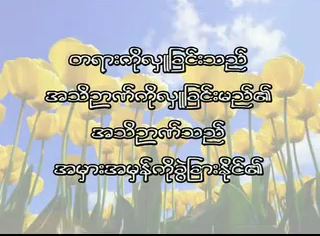 တရားကိုလှူခြင်းသည်
အသိဉာဏ်ကိုလှူခြင်းမည်၏
အသိဉာဏ်သည်
အမှားအမှန်ကိုခွဲခြားနိုင်၏